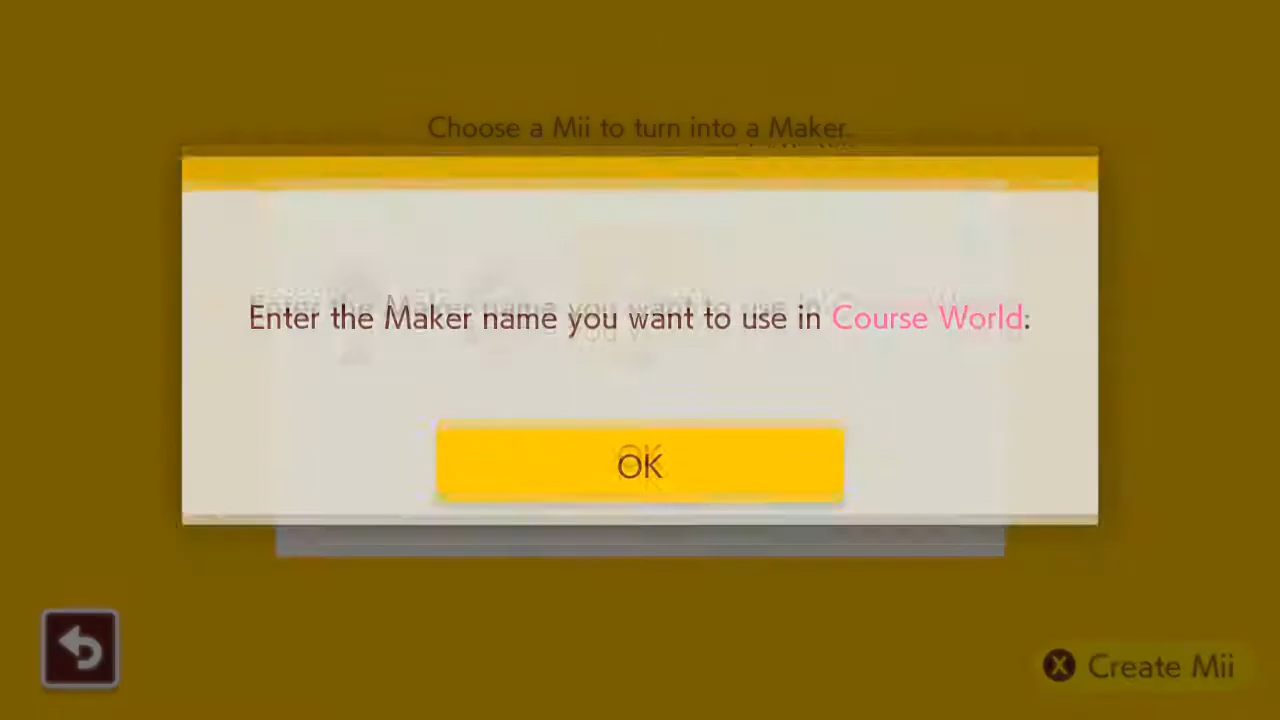 Choose a Mii to turn into a Maker.
Enter the Maker name you want to use in Course World:
OK
X Create Mii